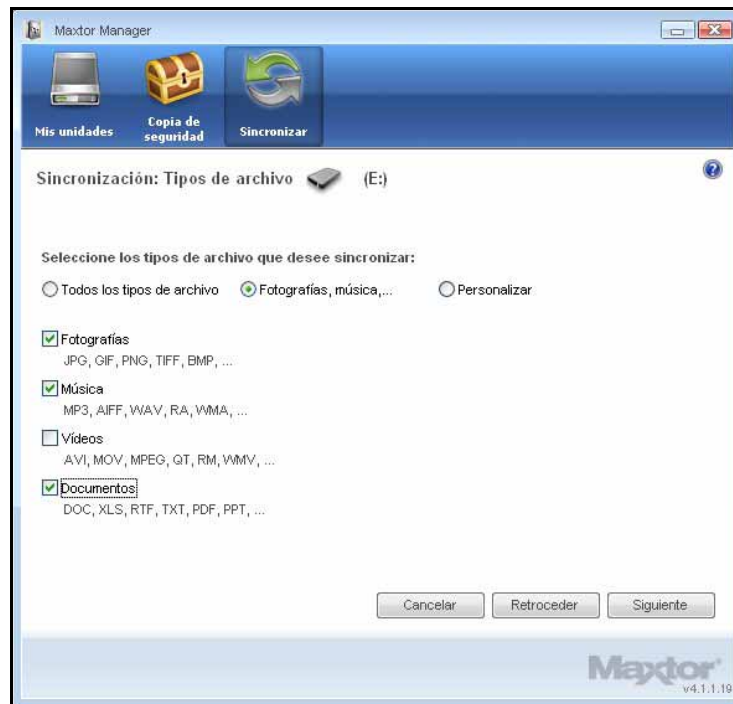 Maxtor Manager
Mis unidades
Copia de
seguridad
Sincronizar
Sincronización: Tipos de archivo (E:)
Seleccione los tipos de archivo que desee sincronizar:
Todos los tipos de archivo Fotografías, música,... Personalizar
Fotografías
JPG, GIF, PNG, TIFF, BMP, ...
Música
MP3, AIFF, WAV, RA, WMA, ...
Vídeos
AVI, MOV, MPEG, QT, RM, WMV, ...
Documentos
DOC, XLS, RTF, TXT, PDF, PPT, ...
Cancelar Retroceder Siguiente
Maxtor
v4.1.1.19